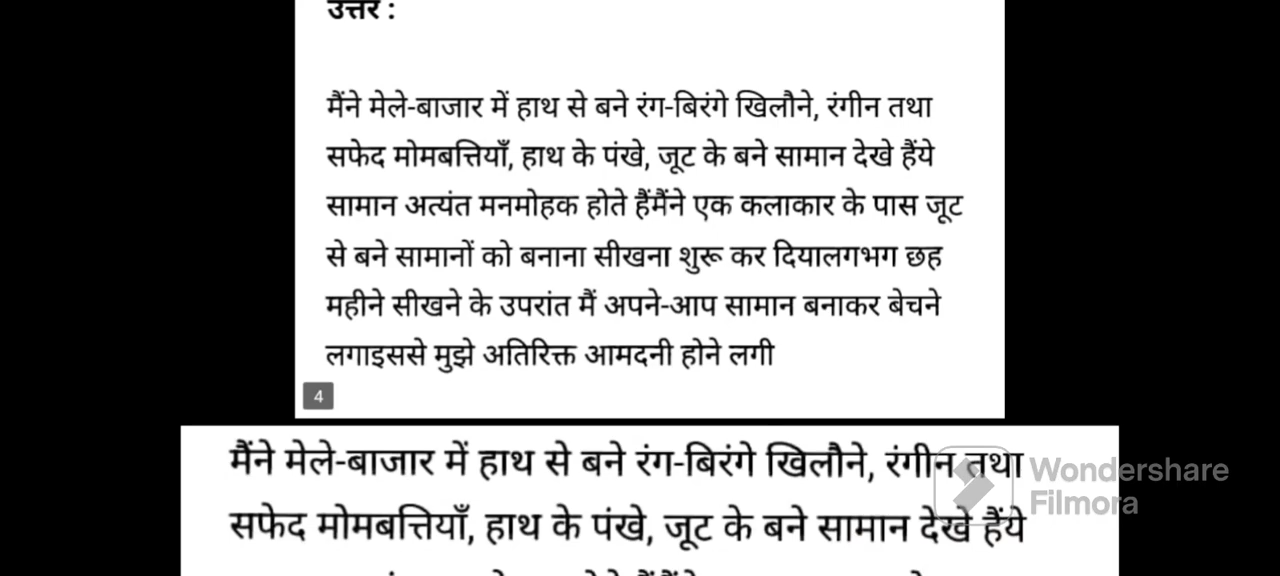 उत्तर :
मैंने मेले-बाजार में हाथ से बने रंग-बिरंगे खिलौने, रंगीन तथा
सफेद मोमबत्तियाँ, हाथ के पंखे, जूट के बने सामान देखे हैंये
सामान अत्यंत मनमोहक होते हैंमैंने एक कलाकार के पास जूट
से बने सामानों को बनाना सीखना शुरू कर दियालगभग छह
महीने सीखने के उपरांत मैं अपने-आप सामान बनाकर बेचने
लगाइससे मुझे अतिरिक्त आमदनी होने लगी
4
मैंने मेले-बाजार में हाथ से बने रंग-बिरंगे खिलौने, रंगीन तथा
सफेद मोमबत्तियाँ, हाथ के पंखे, जूट के बने सामान देखे हैंये
Wondershare
Filmora